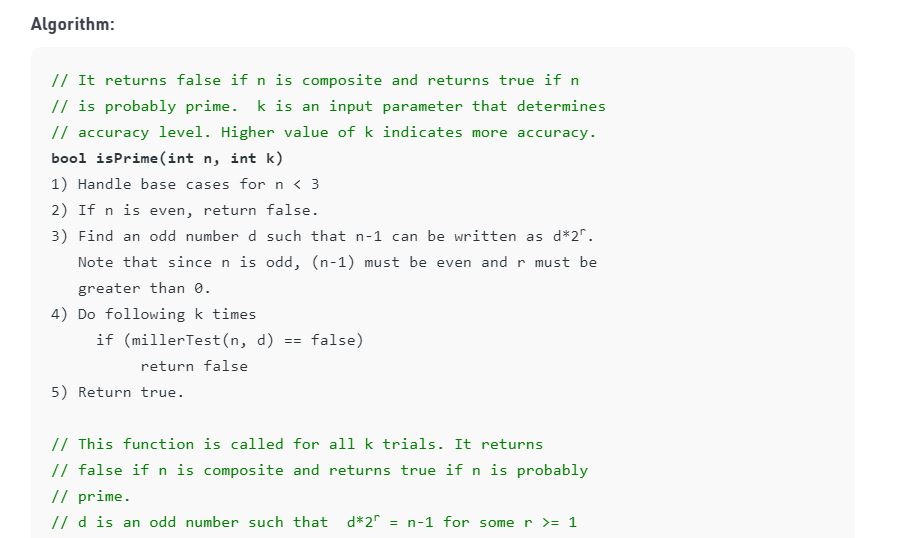 Algorithm:
// It returns false if n is composite and returns true if n
// is probably prime.  k is an input parameter that determines
// accuracy level. Higher value of k indicates more accuracy.
bool isPrime(int n, int k)
1) Handle base cases for n < 3
2) If n is even, return false.
3) Find an odd number d such that n-1 can be written as d*2ʳ.
   Note that since n is odd, (n-1) must be even and r must be
   greater than 0.
4) Do following k times
     if (millerTest(n, d) == false)
          return false
5) Return true.
// This function is called for all k trials. It returns
// false if n is composite and returns true if n is probably
// prime.
// d is an odd number such that  d*2ʳ = n-1 for some r >= 1